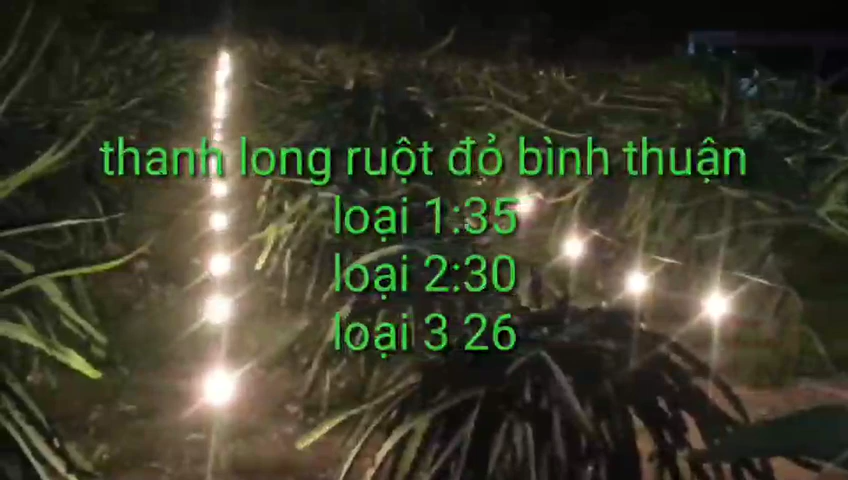 thanh long ruột đỏ bình thuận
loại 1:35
loại 2:30
loại 3 26